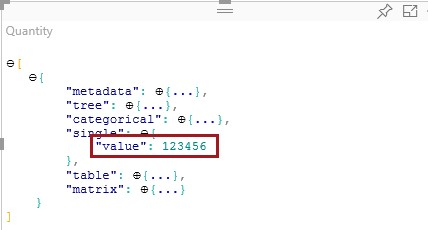 Quantity
⊖[
⊖{
"metadata": ⊕{...},
"tree": ⊕{...},
"categorical": ⊕{...},
"single": ⊖{
"value": 123456
},
"table": ⊕{...},
"matrix": ⊕{...}
}
]